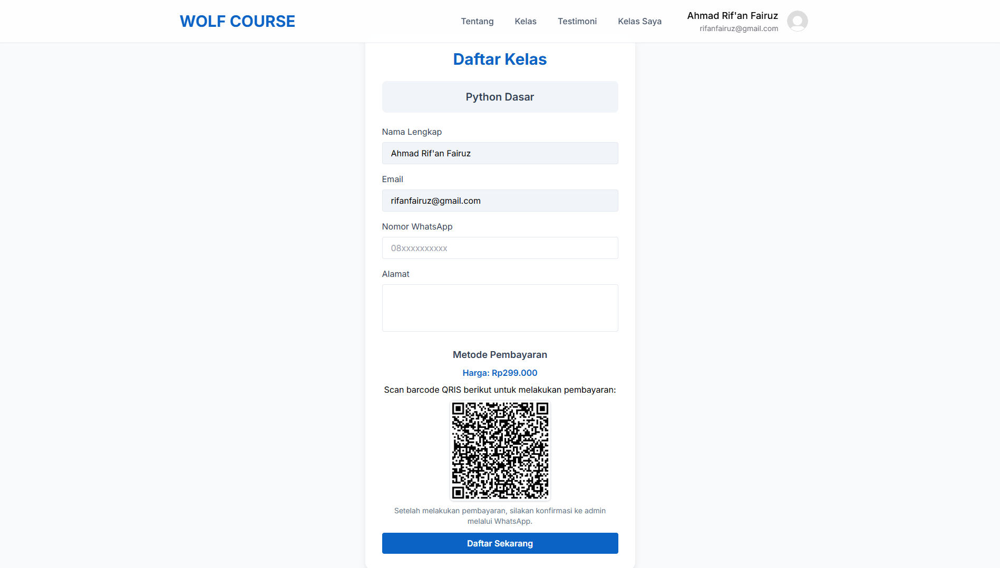 WOLF COURSE
Tentang
Kelas
Testimoni
Kelas Saya
Ahmad Rif'an Fairuz
rifanfairuz@gmail.com
Daftar Kelas
Python Dasar
Nama Lengkap
Ahmad Rif'an Fairuz
Email
rifanfairuz@gmail.com
Nomor WhatsApp
08xxxxxxxxxx
Alamat
Metode Pembayaran
Harga: Rp299.000
Scan barcode QRIS berikut untuk melakukan pembayaran:
Setelah melakukan pembayaran, silakan konfirmasi ke admin
melalui WhatsApp.
Daftar Sekarang